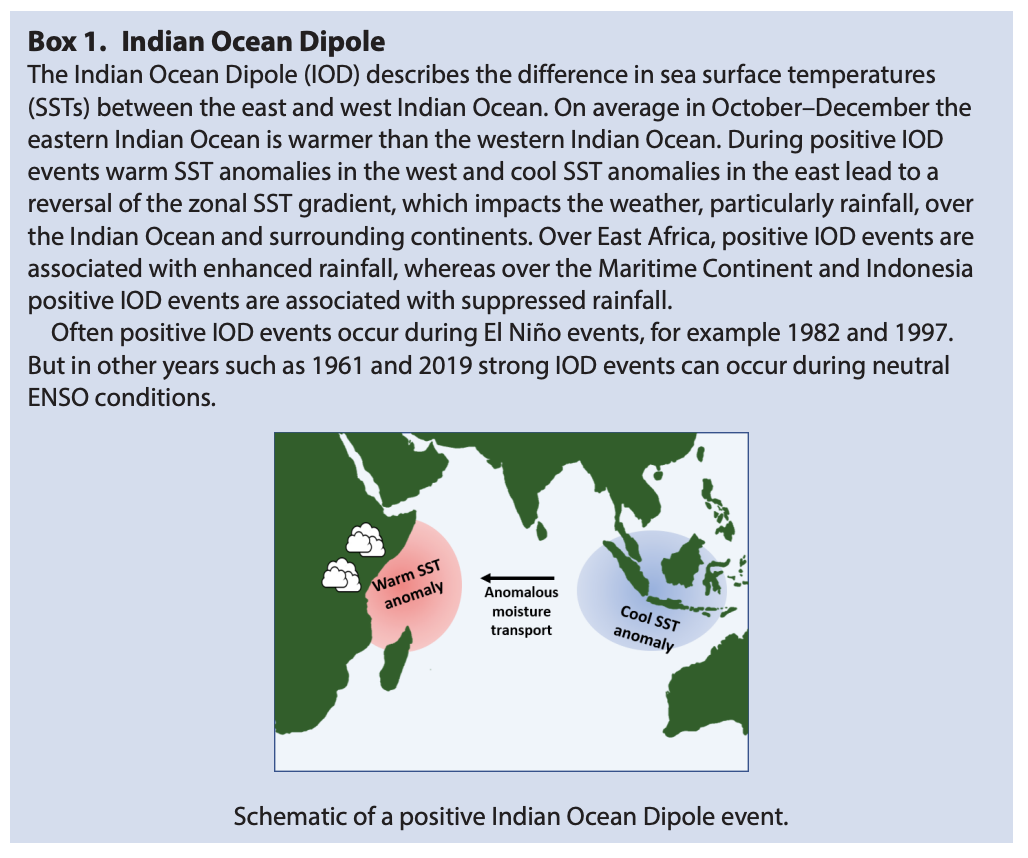 Box 1. Indian Ocean Dipole
The Indian Ocean Dipole (IOD) describes the difference in sea surface temperatures
(SSTs) between the east and west Indian Ocean. On average in October–December the
eastern Indian Ocean is warmer than the western Indian Ocean. During positive IOD
events warm SST anomalies in the west and cool SST anomalies in the east lead to a
reversal of the zonal SST gradient, which impacts the weather, particularly rainfall, over
the Indian Ocean and surrounding continents. Over East Africa, positive IOD events are
associated with enhanced rainfall, whereas over the Maritime Continent and Indonesia
positive IOD events are associated with suppressed rainfall.
Often positive IOD events occur during El Niño events, for example 1982 and 1997.
But in other years such as 1961 and 2019 strong IOD events can occur during neutral
ENSO conditions.
Warm SST
anomaly
Anomalous
moisture
transport
Cool SST
anomaly
Schematic of a positive Indian Ocean Dipole event.